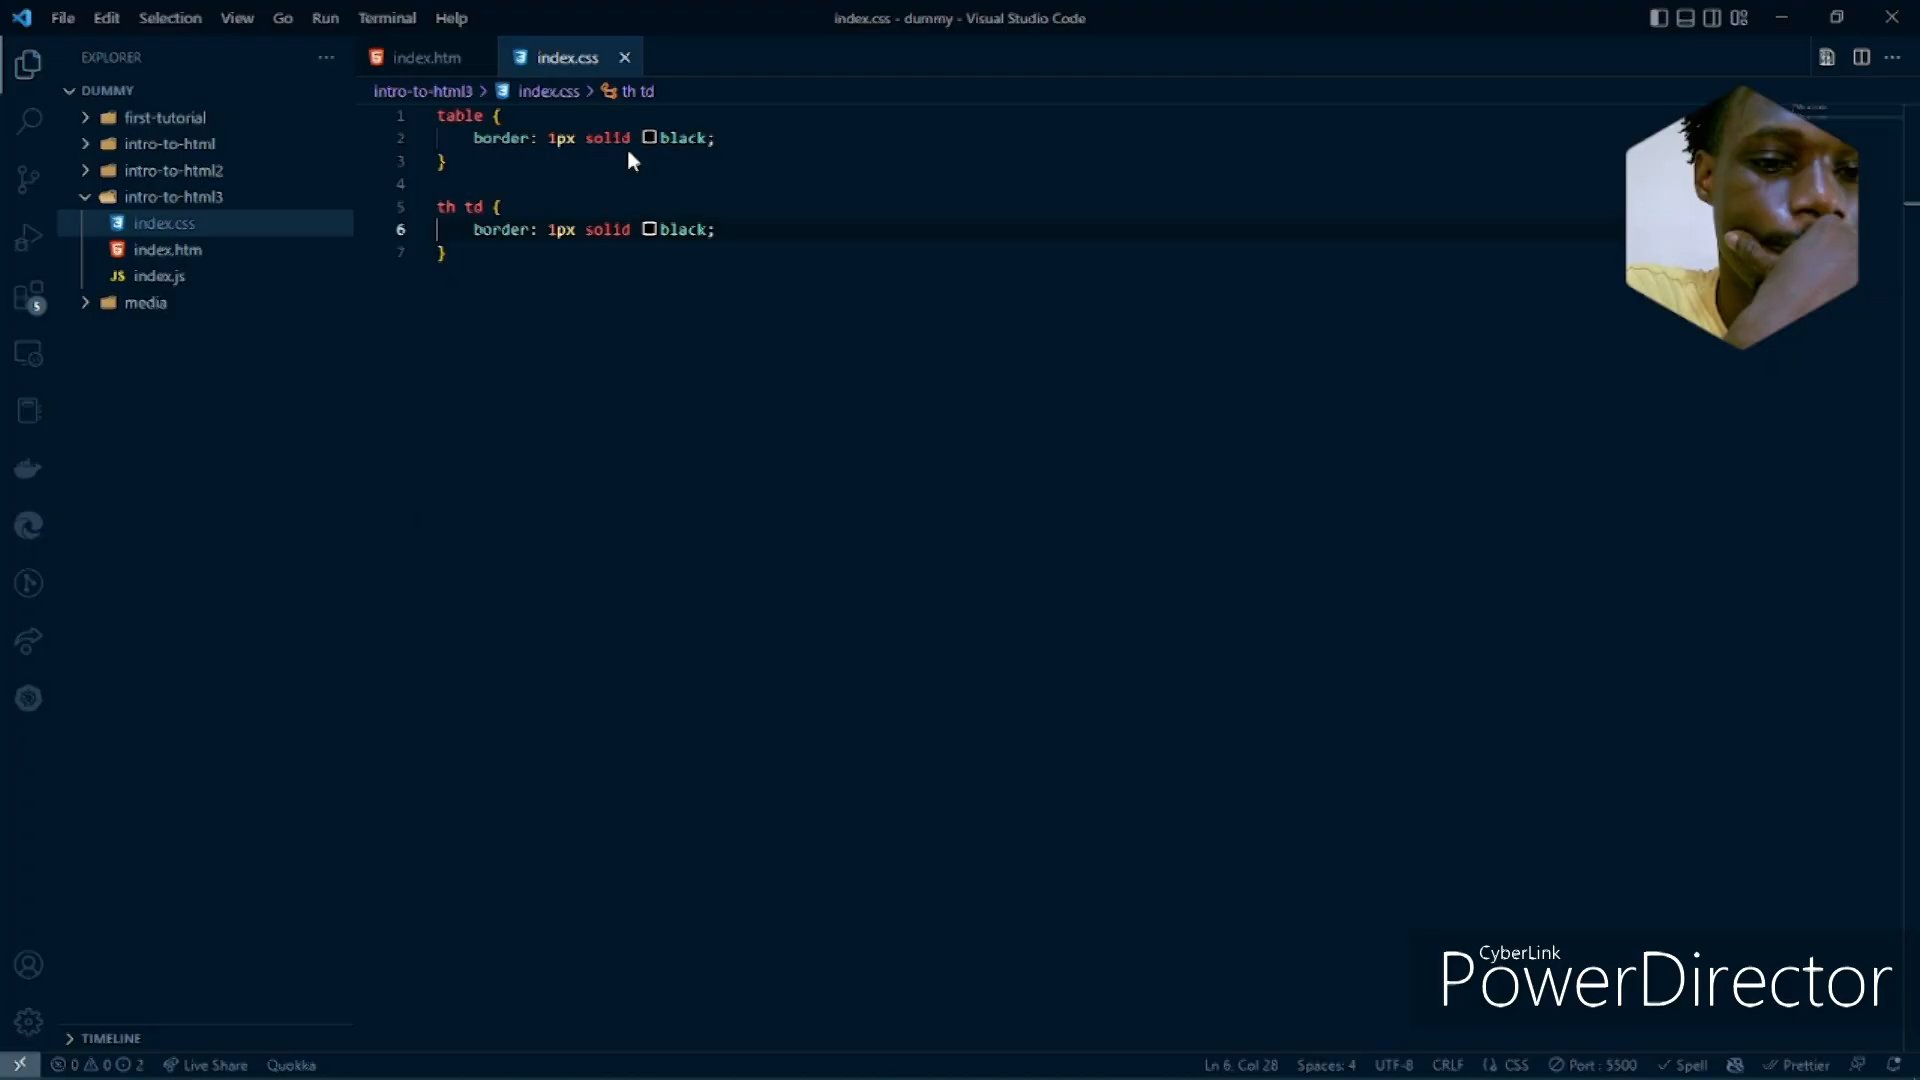 File Edit Selection View Go Run Terminal Help
index.css - dummy - Visual Studio Code
EXPLORER
index.htm
index.css
DUMMY
intro-to-html3 > index.css > th td
first-tutorial
intro-to-html
intro-to-html2
intro-to-html3
index.css
index.htm
JS index.js
media
1 table {
2 border: 1px solid black;
3 }
4
5 th td {
6 border: 1px solid black;
7 }
5
CyberLink
PowerDirector
TIMELINE
0 0 2 Live Share Quokka
Ln 6, Col 28 Spaces: 4 UTF-8 CRLF CSS Port : 5500 Spell Prettier